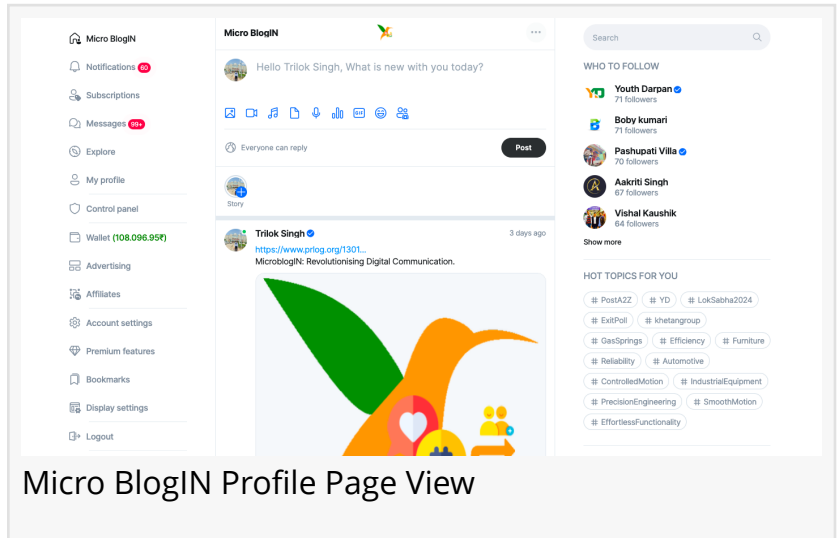 Micro BlogIN
Notifications 60
Subscriptions
Messages 99+
Explore
My profile
Control panel
Wallet (108.096.95₹)
Advertising
Affiliates
Account settings
Premium features
Bookmarks
Display settings
Logout
Micro BlogIN
Hello Trilok Singh, What is new with you today?
GIF
Everyone can reply
Post
Story
Trilok Singh
3 days ago
https://www.prlog.org/1301...
MicroblogIN: Revolutionising Digital Communication.
#
Search
WHO TO FOLLOW
YD
Youth Darpan
71 followers
Boby kumari
71 followers
Pashupati Villa
70 followers
A
Aakriti Singh
67 followers
Vishal Kaushik
64 followers
Show more
HOT TOPICS FOR YOU
# PostA2Z # YD # LokSabha2024
# ExitPoll # khetangroup
# GasSprings # Efficiency # Furniture
# Reliability # Automotive
# ControlledMotion # IndustrialEquipment
# PrecisionEngineering # SmoothMotion
# EffortlessFunctionality
Micro BlogIN Profile Page View